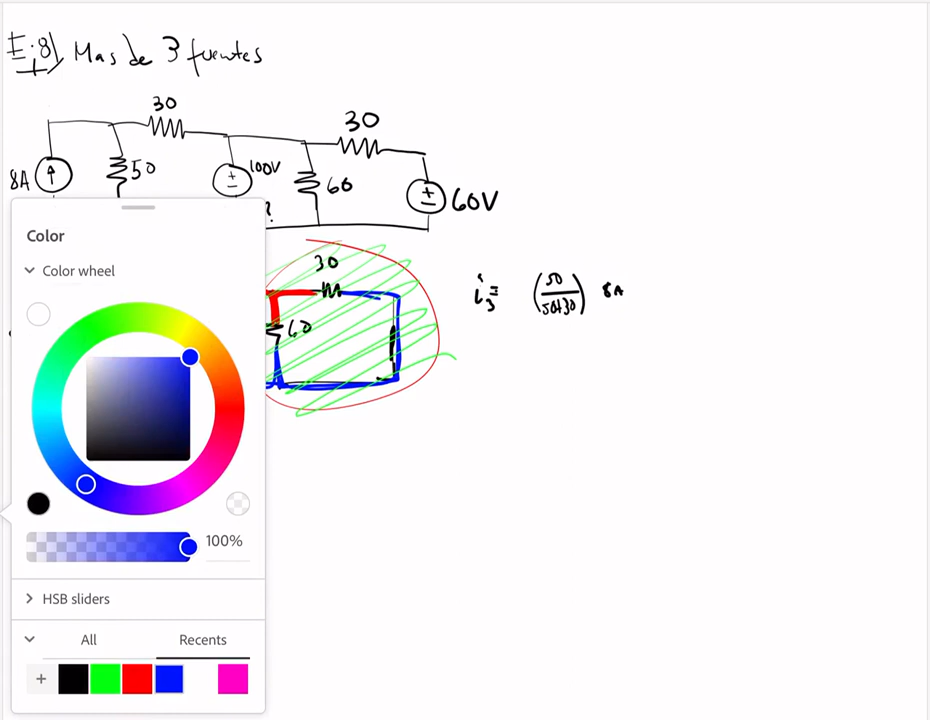 Ej.8) Mas de 3 fuentes
30
30
8A
50
100V
60
60V
?
Color
Color wheel
30
60
i₃= (50/50+30) 8A
100%
HSB sliders
All
Recents
+